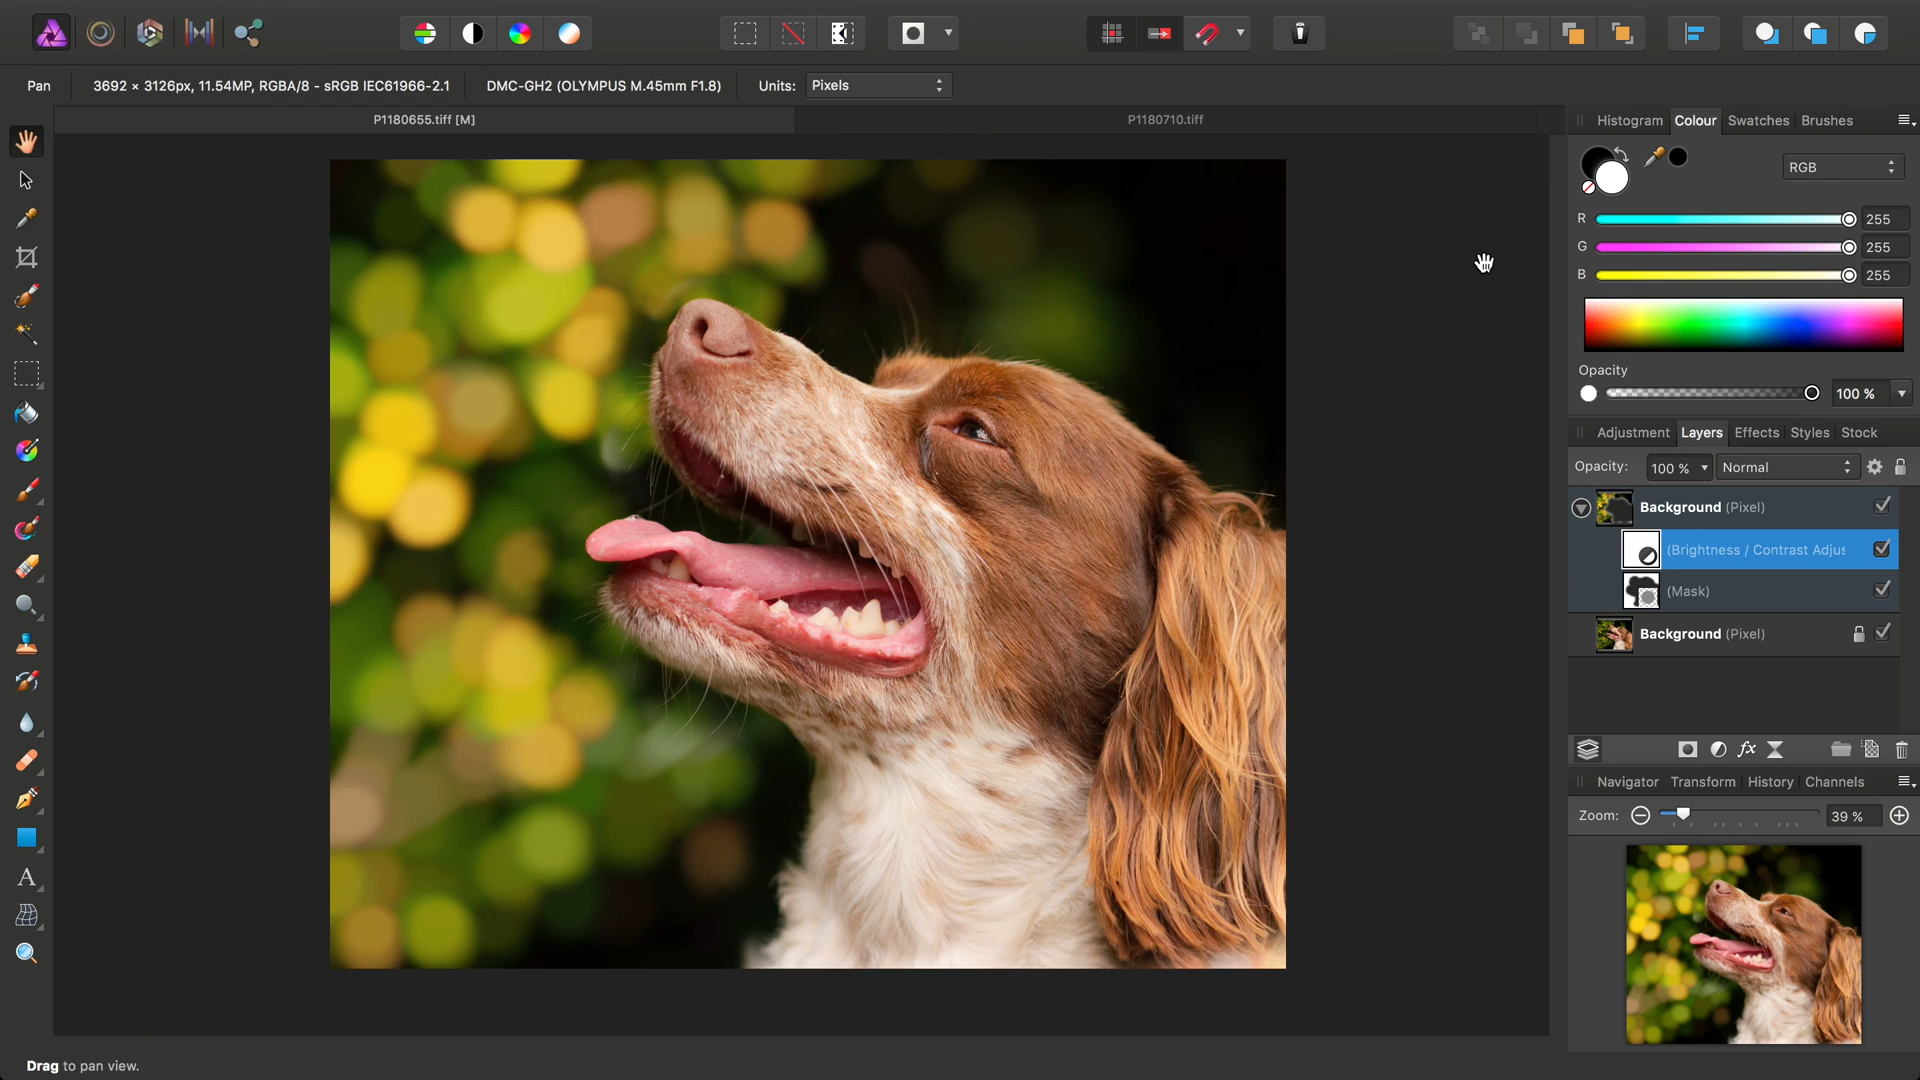 Pan
3692 × 3126px, 11.54MP, RGBA/8 - sRGB IEC61966-2.1
DMC-GH2 (OLYMPUS M.45mm F1.8)
Units:
Pixels
P1180655.tiff [M]
P1180710.tiff
Histogram Colour Swatches Brushes
RGB
R 255
G 255
B 255
Opacity
100 %
Adjustment Layers Effects Styles Stock
Opacity: 100 % Normal
Background (Pixel)
(Brightness / Contrast Adjus
(Mask)
Background (Pixel)
fx
Navigator Transform History Channels
Zoom: 39 %
A
Drag to pan view.